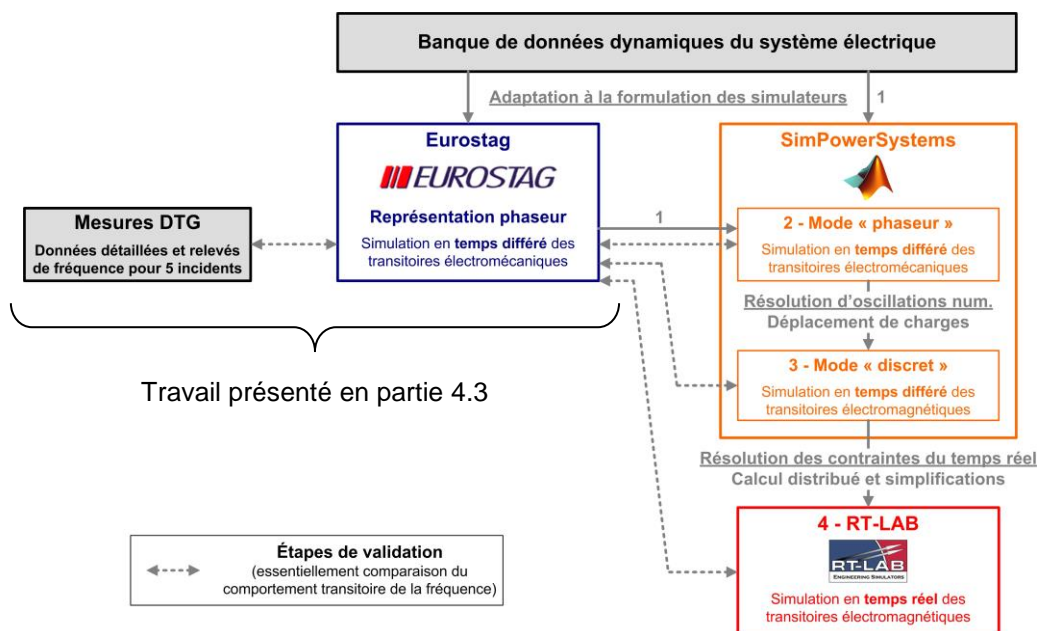 Banque de données dynamiques du système électrique
Adaptation à la formulation des simulateurs
1
Eurostag
EUROSTAG
Représentation phaseur
Simulation en temps différé des
transitoires électromécaniques
SimPowerSystems
Mesures DTG
Données détaillées et relevés
de fréquence pour 5 incidents
1
2 - Mode « phaseur »
Simulation en temps différé des
transitoires électromécaniques
Résolution d'oscillations num.
Déplacement de charges
Travail présenté en partie 4.3
3 - Mode « discret »
Simulation en temps différé des
transitoires électromagnétiques
Résolution des contraintes du temps réel
Calcul distribué et simplifications
4 - RT-LAB
RT-LAB
ENGINEERING SIMULATORS
Simulation en temps réel des
transitoires électromagnétiques
Étapes de validation
(essentiellement comparaison du
comportement transitoire de la fréquence)